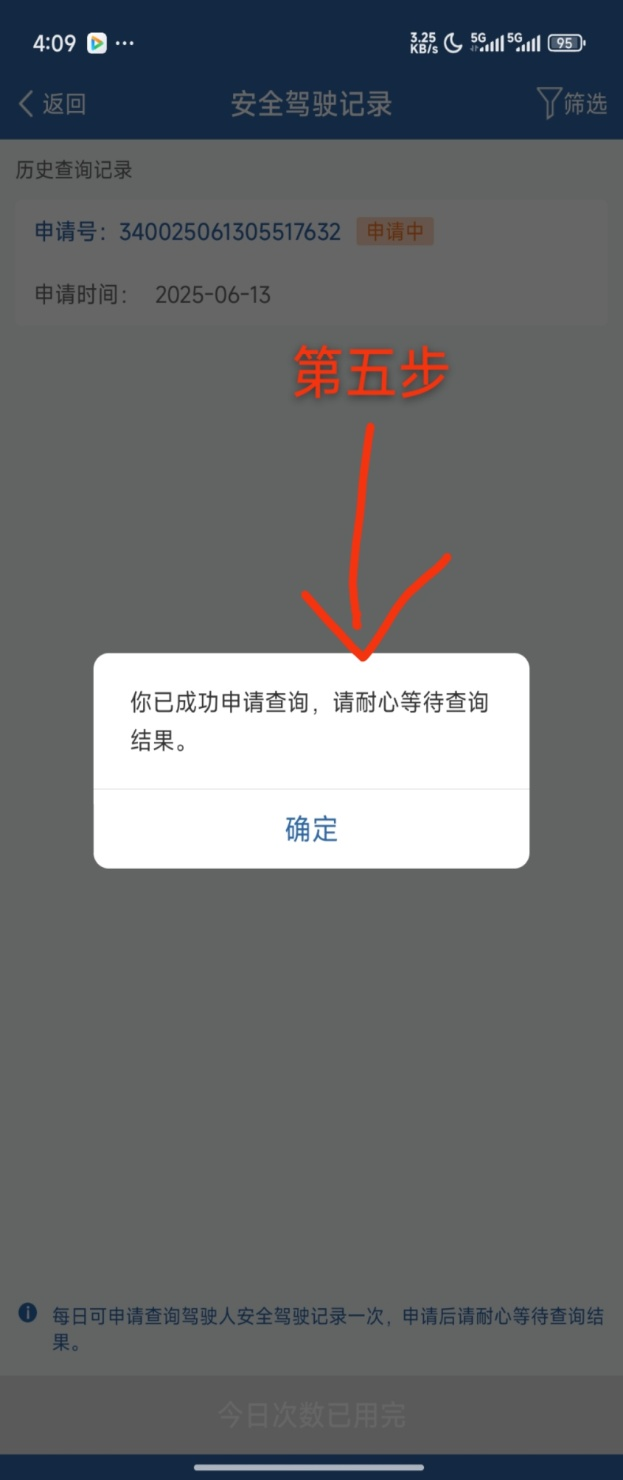 4:09 ... 3.25 KB/s 5G 5G 95
返回 安全驾驶记录 筛选
历史查询记录
申请号：340025061305517632 申请中
申请时间： 2025-06-13
第五步
你已成功申请查询，请耐心等待查询
结果。
确定
每日可申请查询驾驶人安全驾驶记录一次，申请后请耐心等待查询结
果。
今日次数已用完